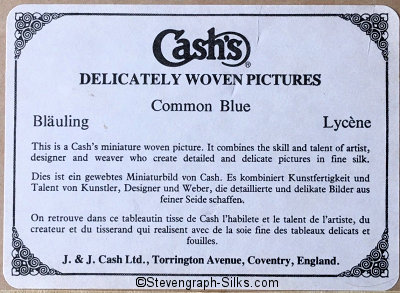 Cash's®
DELICATELY WOVEN PICTURES
Common Blue
Bläuling Lycène
This is a Cash's miniature woven picture. It combines the skill and talent of artist,
designer and weaver who create detailed and delicate pictures in fine silk.
Dies ist ein gewebtes Miniaturbild von Cash. Es kombiniert Kunstfertigkeit und
Talent von Kunstler, Designer und Weber, die detaillierte und delikate Bilder aus
feiner Seide schaffen.
On retrouve dans ce tableautin tisse de Cash l'habilete et le talent de l'artiste, du
createur et du tisserand qui realisent avec de la soie fine des tableaux delicats et
fouilles.
J. & J. Cash Ltd., Torrington Avenue, Coventry, England.
©Stevengraph-Silks.com